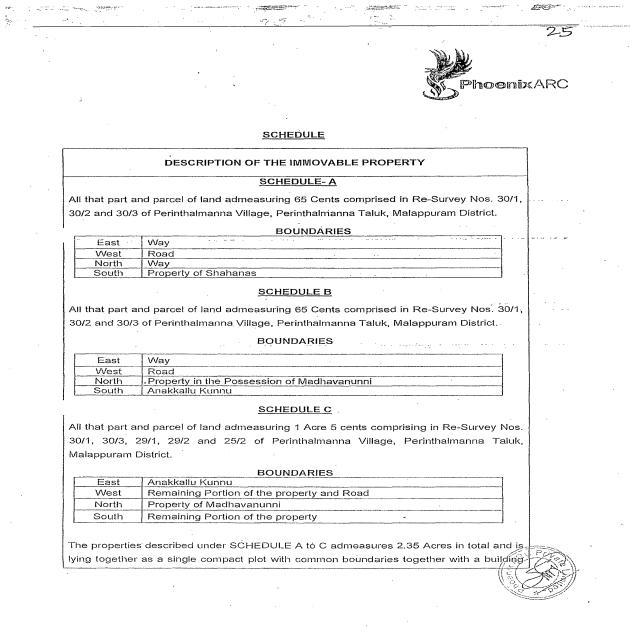 25
PhoenixARC
SCHEDULE
DESCRIPTION OF THE IMMOVABLE PROPERTY
SCHEDULE- A
All that part and parcel of land admeasuring 65 Cents comprised in Re-Survey Nos. 30/1,
30/2 and 30/3 of Perinthalmanna Village, Perinthalmanna Taluk, Malappuram District.
BOUNDARIES
East Way
West Road
North Way
South Property of Shahanas
SCHEDULE B
All that part and parcel of land admeasuring 65 Cents comprised in Re-Survey Nos. 30/1,
30/2 and 30/3 of Perinthalmanna Village, Perinthalmanna Taluk, Malappuram District.
BOUNDARIES
East Way
West Road
North Property in the Possession of Madhavanunni
South Anakkallu Kunnu
SCHEDULE C
All that part and parcel of land admeasuring 1 Acre 5 cents comprising in Re-Survey Nos.
30/1, 30/3, 29/1, 29/2 and 25/2 of Perinthalmanna Village, Perinthalmanna Taluk,
Malappuram District.
BOUNDARIES
East Anakkallu Kunnu
West Remaining Portion of the property and Road
North Property of Madhavanunni
South Remaining Portion of the property
The properties described under SCHEDULE A to C admeasures 2.35 Acres in total and is
lying together as a single compact plot with common boundaries together with a building